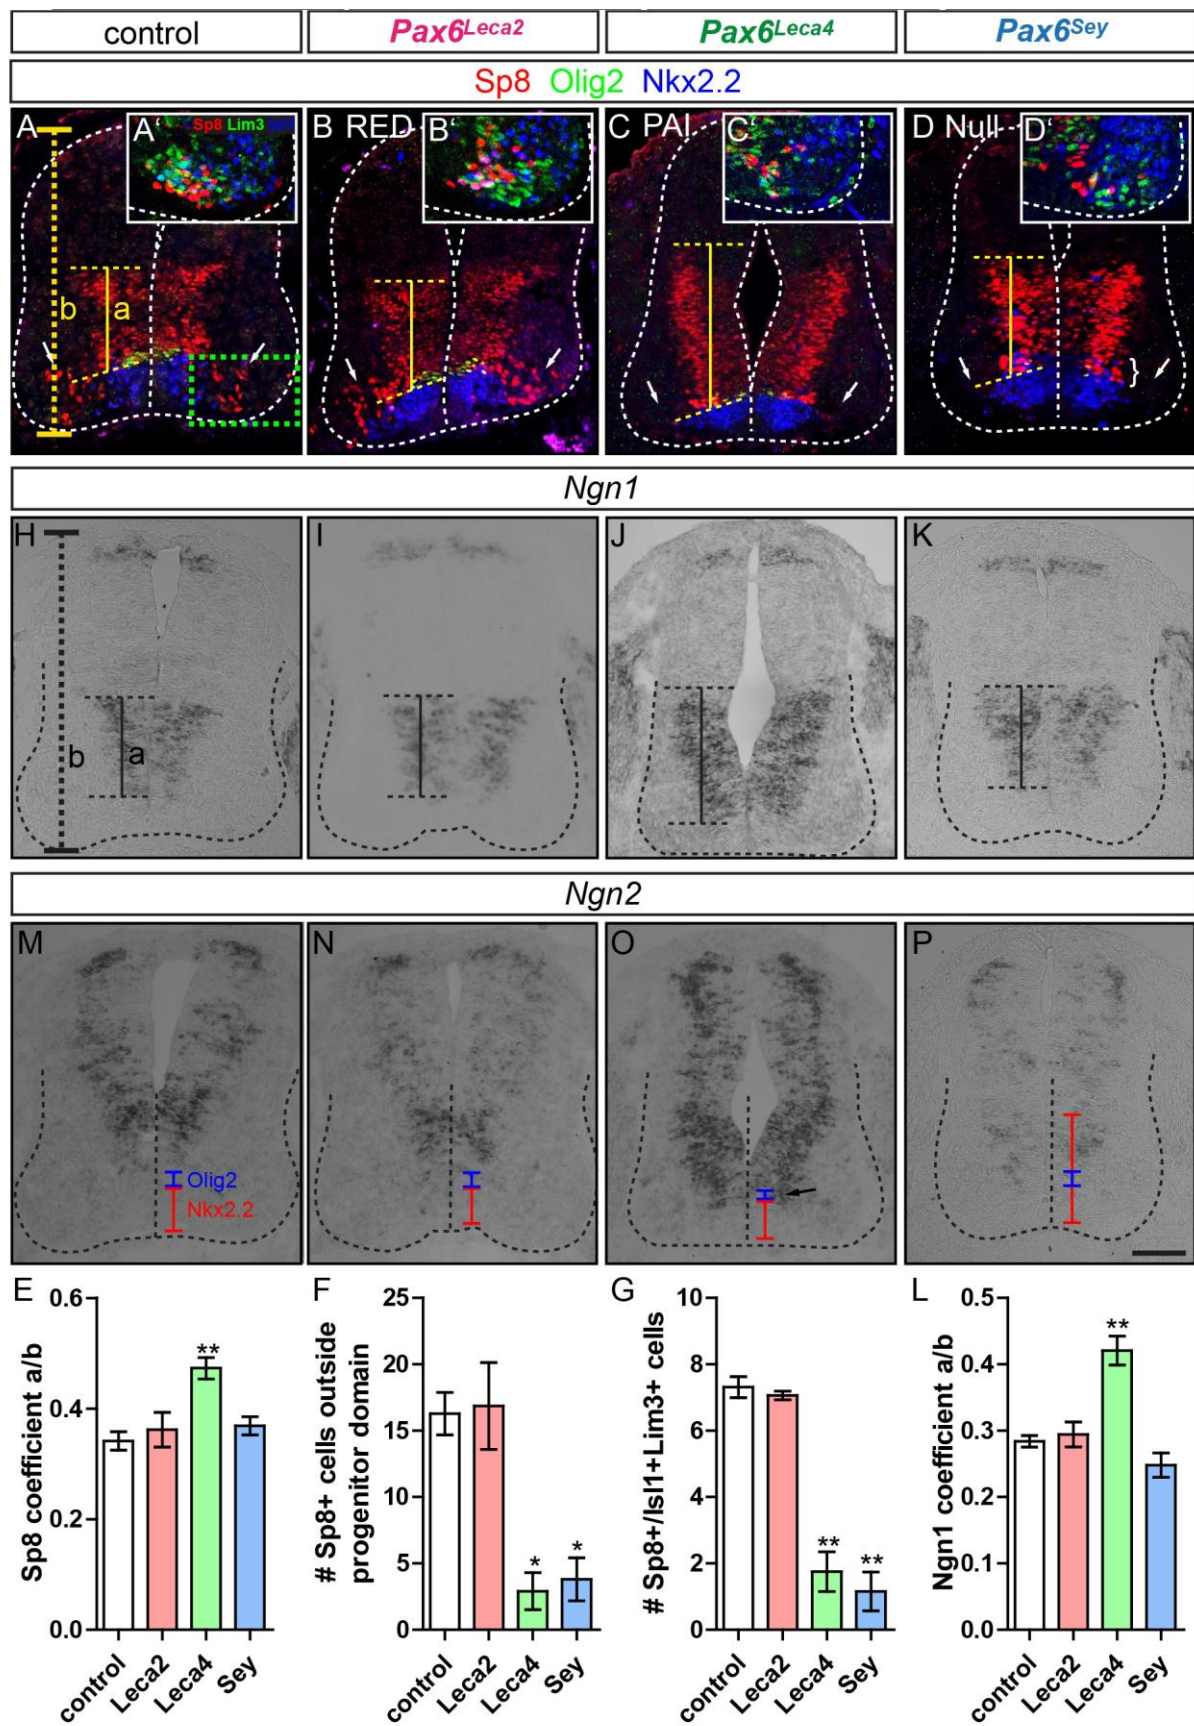 control Pax6Leca2 Pax6Leca4 Pax6Sey
Sp8 Olig2 Nkx2.2
A A‘ Sp8 Lim3 Isl1 B RED B‘ C PAI C‘ D Null D‘
b a }
Ngn1
H I J K
b a
Ngn2
M N O P
Olig2
Nkx2.2
E F G L
Sp8 coefficient a/b
0.6
0.4
0.2
0.0
control Leca2 Leca4 Sey
**
# Sp8+ cells outside
progenitor domain
25
20
15
10
5
0
control Leca2 Leca4 Sey
* *
# Sp8+/Isl1+Lim3+ cells
10
8
6
4
2
0
control Leca2 Leca4 Sey
** **
Ngn1 coefficient a/b
0.5
0.4
0.3
0.2
0.1
0.0
control Leca2 Leca4 Sey
**